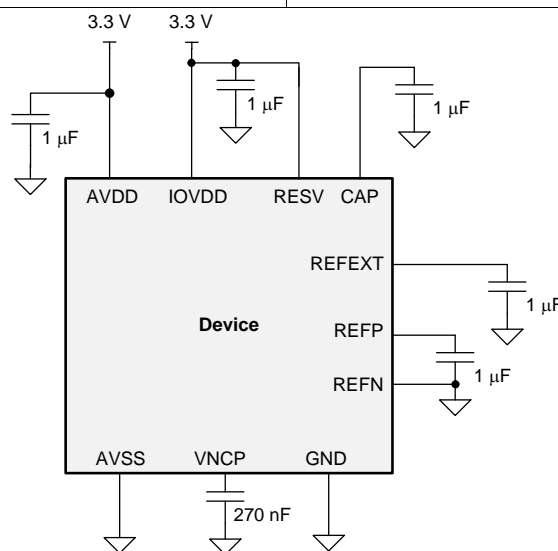 3.3 V 3.3 V
1 μF 1 μF 1 μF
AVDD IOVDD RESV CAP
REFEXT
1 μF
Device
REFP
1 μF
REFN
AVSS VNCP GND
270 nF